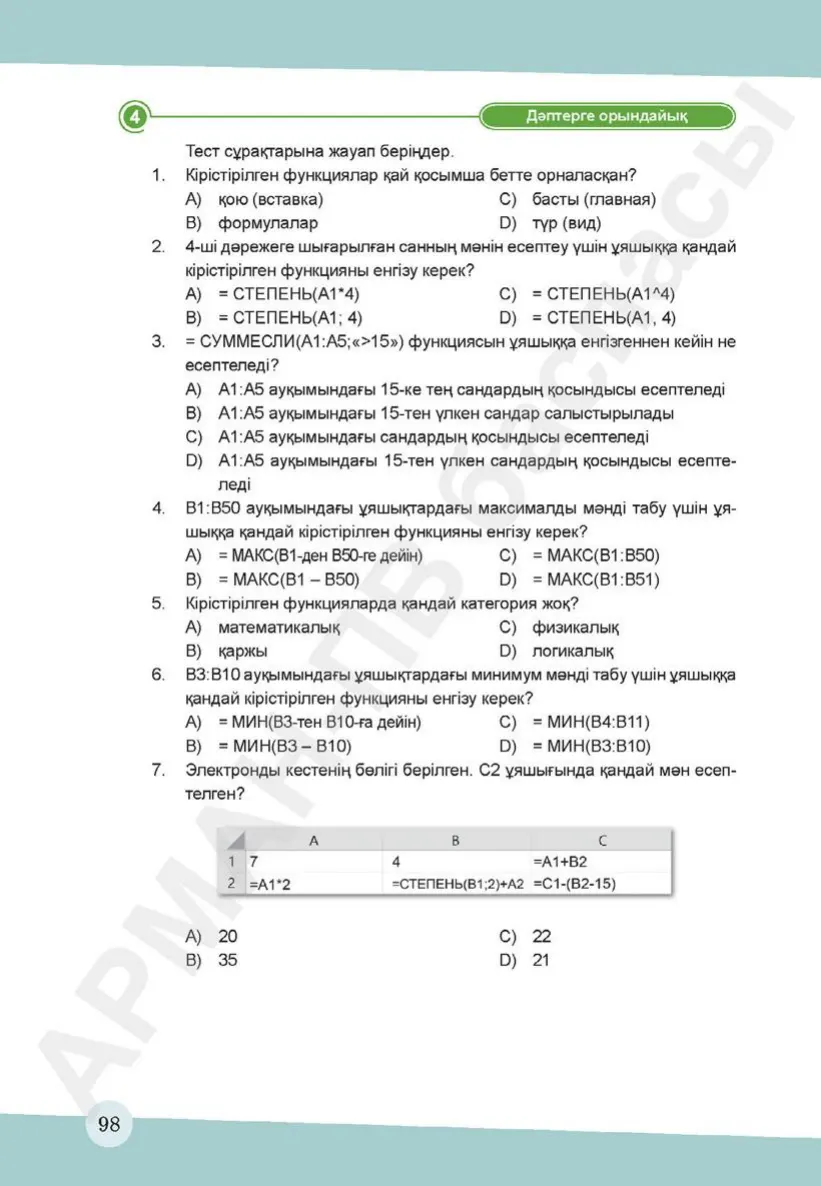 4
Дәптерге орындайық
Тест сұрақтарына жауап беріңдер.
1. Кірістірілген функциялар қай қосымша бетте орналасқан?
A) қою (вставка) C) басты (главная)
B) формулалар D) түр (вид)
2. 4-ші дәрежеге шығарылған санның мәнін есептеу үшін ұяшыққа қандай
кірістірілген функцияны енгізу керек?
A) = СТЕПЕНЬ(A1*4) C) = СТЕПЕНЬ(A1^4)
B) = СТЕПЕНЬ(A1; 4) D) = СТЕПЕНЬ(A1, 4)
3. = СУММЕСЛИ(A1:A5;«>15») функциясын ұяшыққа енгізгеннен кейін не
есептеледі?
A) A1:A5 ауқымындағы 15-ке тең сандардың қосындысы есептеледі
B) A1:A5 ауқымындағы 15-тен үлкен сандар салыстырылады
C) A1:A5 ауқымындағы сандардың қосындысы есептеледі
D) A1:A5 ауқымындағы 15-тен үлкен сандардың қосындысы есепте-
леді
4. B1:B50 ауқымындағы ұяшықтардағы максималды мәнді табу үшін ұя-
шыққа қандай кірістірілген функцияны енгізу керек?
A) = МАКС(B1-ден B50-ге дейін) C) = МАКС(B1:B50)
B) = МАКС(B1 – B50) D) = МАКС(B1:B51)
5. Кірістірілген функцияларда қандай категория жоқ?
A) математикалық C) физикалық
B) қаржы D) логикалық
6. B3:B10 ауқымындағы ұяшықтардағы минимум мәнді табу үшін ұяшыққа
қандай кірістірілген функцияны енгізу керек?
A) = МИН(B3-тен B10-ға дейін) C) = МИН(B4:B11)
B) = МИН(B3 – B10) D) = МИН(B3:B10)
7. Электронды кестенің бөлігі берілген. C2 ұяшығында қандай мән есеп-
телген?
A B C
1 7 4 =A1+B2
2 =A1*2 =СТЕПЕНЬ(B1;2)+A2 =C1-(B2-15)
A) 20 C) 22
B) 35 D) 21
98
АРМАН-ПВ баспасы